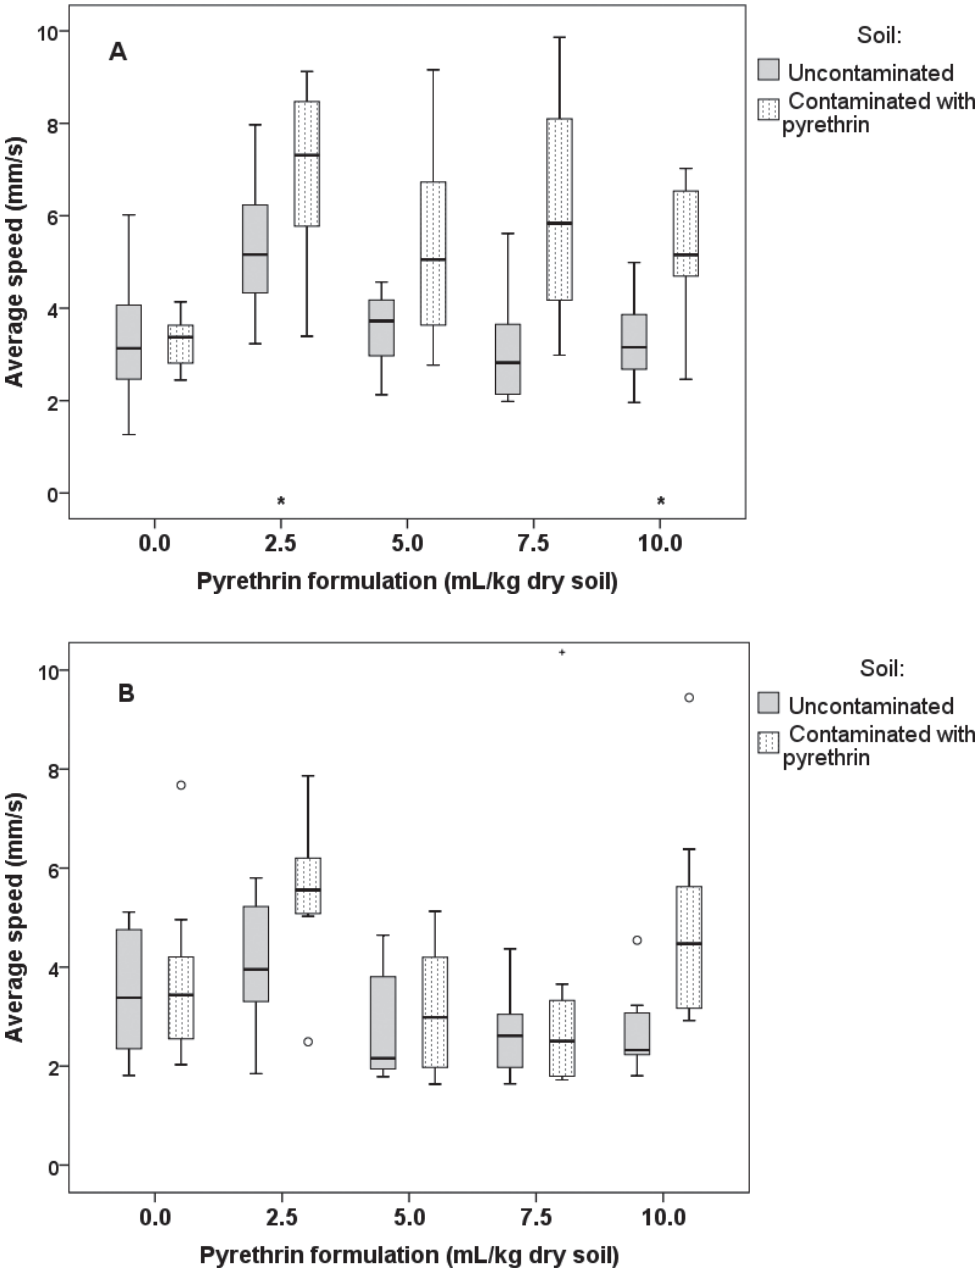 A
Average speed (mm/s)
10
8
6
4
2
0
*
*
0.0 2.5 5.0 7.5 10.0
Pyrethrin formulation (mL/kg dry soil)
Soil:
Uncontaminated
Contaminated with
pyrethrin
B
Average speed (mm/s)
10
8
6
4
2
0
0.0 2.5 5.0 7.5 10.0
Pyrethrin formulation (mL/kg dry soil)
Soil:
Uncontaminated
Contaminated with
pyrethrin